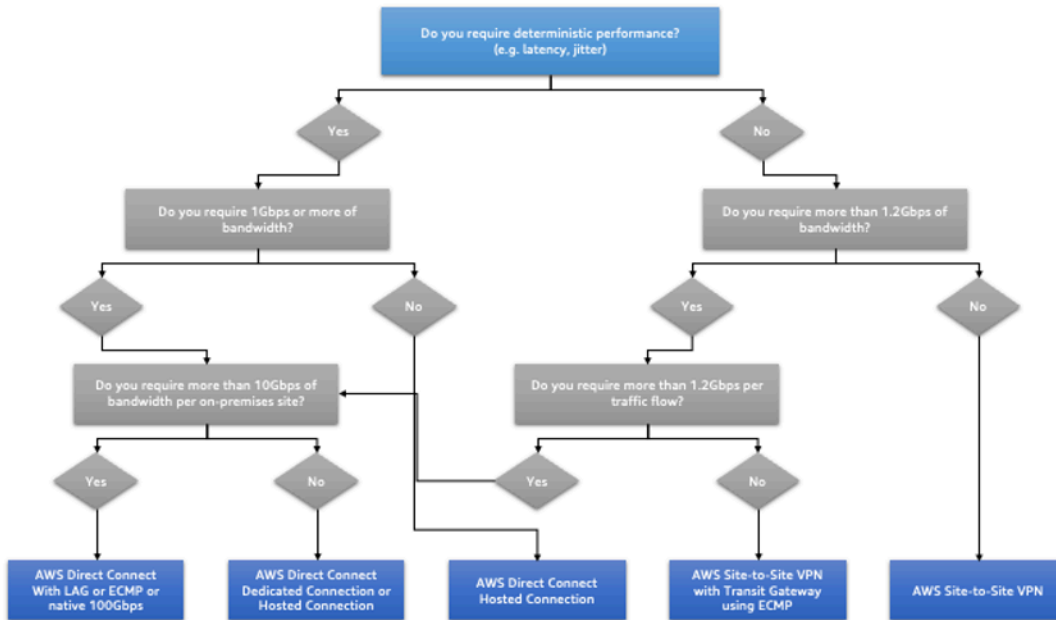 Do you require deterministic performance?
(e.g. latency, jitter)
Yes
No
Do you require 1Gbps or more of
bandwidth?
Do you require more than 1.2Gbps of
bandwidth?
Yes
No
Yes
No
Do you require more than 10Gbps of
bandwidth per on-premises site?
Do you require more than 1.2Gbps per
traffic flow?
Yes
No
Yes
No
AWS Direct Connect
With LAG or ECMP or
native 100Gbps
AWS Direct Connect
Dedicated Connection or
Hosted Connection
AWS Direct Connect
Hosted Connection
AWS Site-to-Site VPN
with Transit Gateway
using ECMP
AWS Site-to-Site VPN